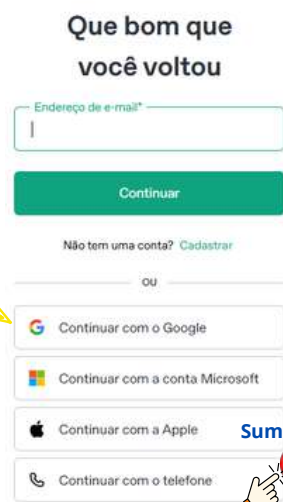 Que bom que
você voltou
Endereço de e-mail*
Continuar
Não tem uma conta? Cadastrar
OU
Continuar com o Google
Continuar com a conta Microsoft
Continuar com a Apple
Sum
Continuar com o telefone